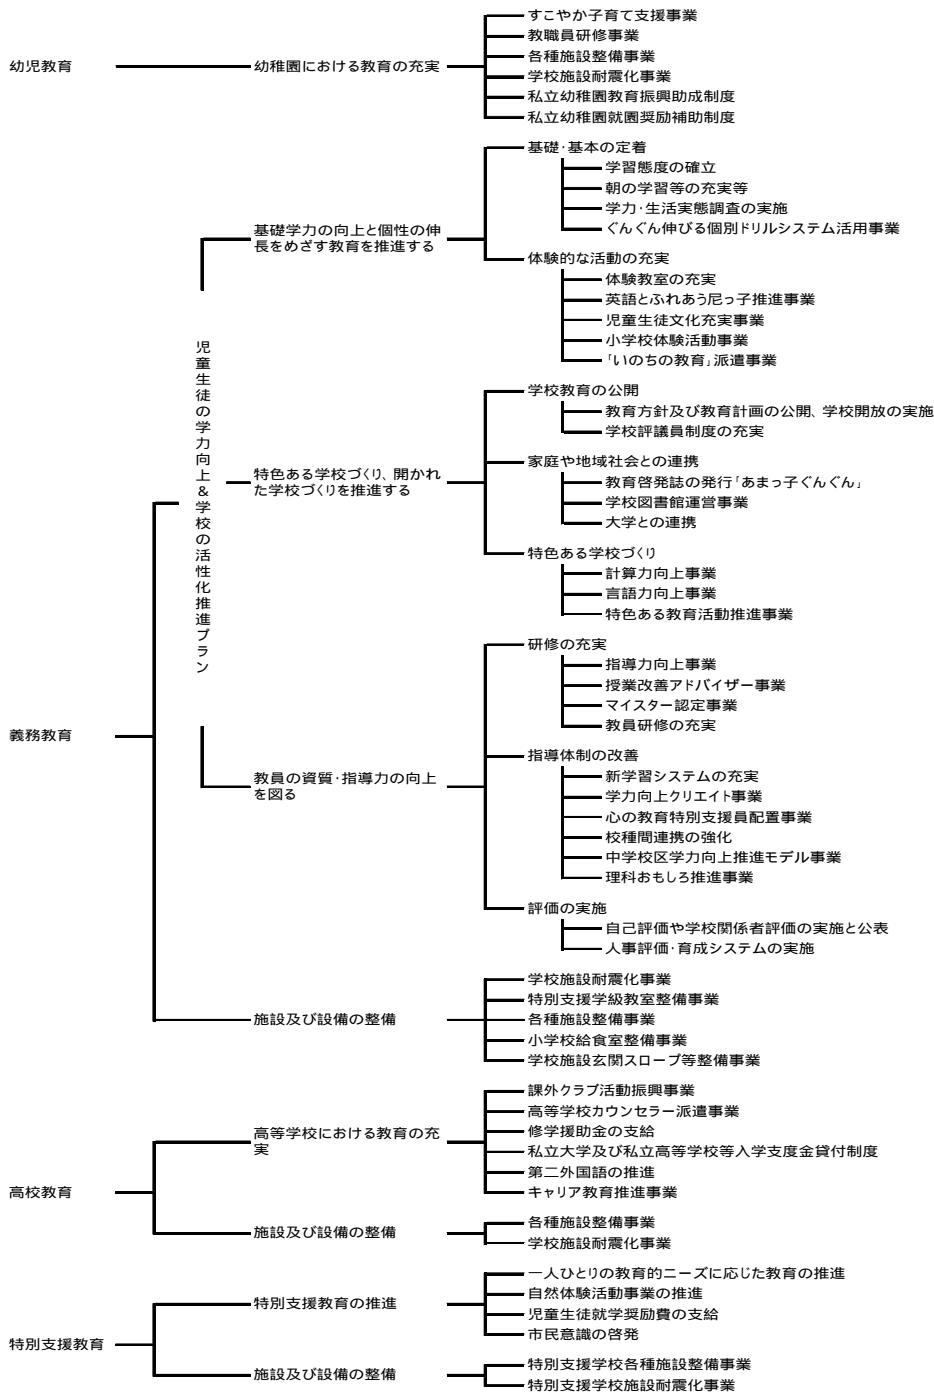 幼児教育
幼稚園における教育の充実
すこやか子育て支援事業
教職員研修事業
各種施設整備事業
学校施設耐震化事業
私立幼稚園教育振興助成制度
私立幼稚園就園奨励補助制度
義務教育
児童生徒の学力向上&学校の活性化推進プラン
基礎学力の向上と個性の伸
長をめざす教育を推進する
基礎・基本の定着
学習態度の確立
朝の学習等の充実等
学力・生活実態調査の実施
ぐんぐん伸びる個別ドリルシステム活用事業
体験的な活動の充実
体験教室の充実
英語とふれあう尼っ子推進事業
児童生徒文化充実事業
小学校体験活動事業
「いのちの教育」派遣事業
特色ある学校づくり、開かれ
た学校づくりを推進する
学校教育の公開
教育方針及び教育計画の公開、学校開放の実施
学校評議員制度の充実
家庭や地域社会との連携
教育啓発誌の発行「あまっ子ぐんぐん」
学校図書館運営事業
大学との連携
特色ある学校づくり
計算力向上事業
言語力向上事業
特色ある教育活動推進事業
教員の資質・指導力の向上
を図る
研修の充実
指導力向上事業
授業改善アドバイザー事業
マイスター認定事業
教員研修の充実
指導体制の改善
新学習システムの充実
学力向上クリエイト事業
心の教育特別支援員配置事業
校種間連携の強化
中学校区学力向上推進モデル事業
理科おもしろ推進事業
評価の実施
自己評価や学校関係者評価の実施と公表
人事評価・育成システムの実施
施設及び設備の整備
学校施設耐震化事業
特別支援学級教室整備事業
各種施設整備事業
小学校給食室整備事業
学校施設玄関スロープ等整備事業
高校教育
高等学校における教育の充
実
課外クラブ活動振興事業
高等学校カウンセラー派遣事業
修学援助金の支給
私立大学及び私立高等学校等入学支度金貸付制度
第二外国語の推進
キャリア教育推進事業
施設及び設備の整備
各種施設整備事業
学校施設耐震化事業
特別支援教育
特別支援教育の推進
一人ひとりの教育的ニーズに応じた教育の推進
自然体験活動事業の推進
児童生徒就学奨励費の支給
市民意識の啓発
施設及び設備の整備
特別支援学校各種施設整備事業
特別支援学校施設耐震化事業